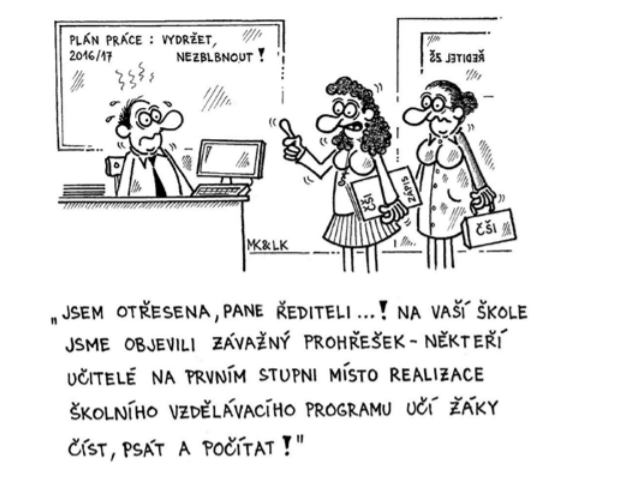 PLÁN PRÁCE : VYDRŽET,
2016/17 NEZBLBNOUT !
ŘEDITEL ZŠ
ČŠI
ZÁPIS
ČŠI
MK&LK
„JSEM OTŘESENA, PANE ŘEDITELI...! NA VAŠÍ ŠKOLE
JSME OBJEVILI ZÁVAŽNÝ PROHŘEŠEK - NĚKTEŘÍ
UČITELÉ NA PRVNÍM STUPNI MÍSTO REALIZACE
ŠKOLNÍHO VZDĚLÁVACÍHO PROGRAMU UČÍ ŽÁKY
ČÍST, PSÁT A POČÍTAT !"